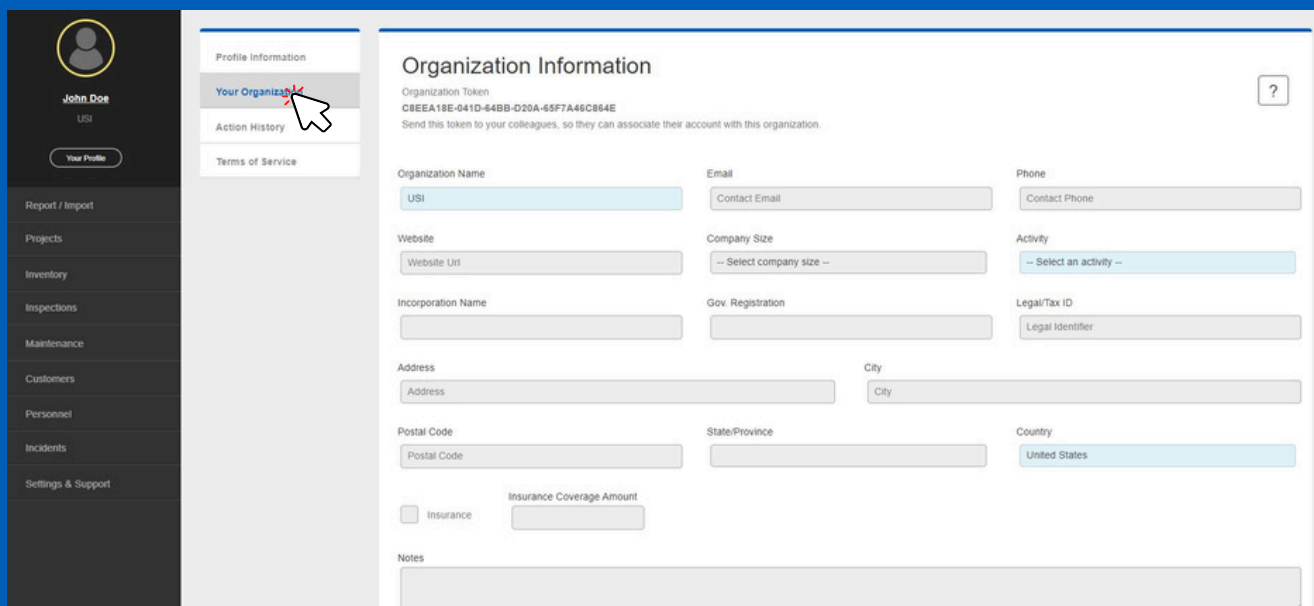 John Doe
USI
Your Profile
Report / Import
Projects
Inventory
Inspections
Maintenance
Customers
Personnel
Incidents
Settings & Support
Profile Information
Your Organization
Action History
Terms of Service
Organization Information
Organization Token
C8EEA18E-041D-64BB-D20A-65F7A46C864E
Send this token to your colleagues, so they can associate their account with this organization.
?
Organization Name Email Phone
USI Contact Email Contact Phone
Website Company Size Activity
Website Url -- Select company size -- -- Select an activity --
Incorporation Name Gov. Registration Legal/Tax ID
Legal Identifier
Address City
Address City
Postal Code State/Province Country
Postal Code United States
Insurance Coverage Amount
Insurance
Notes